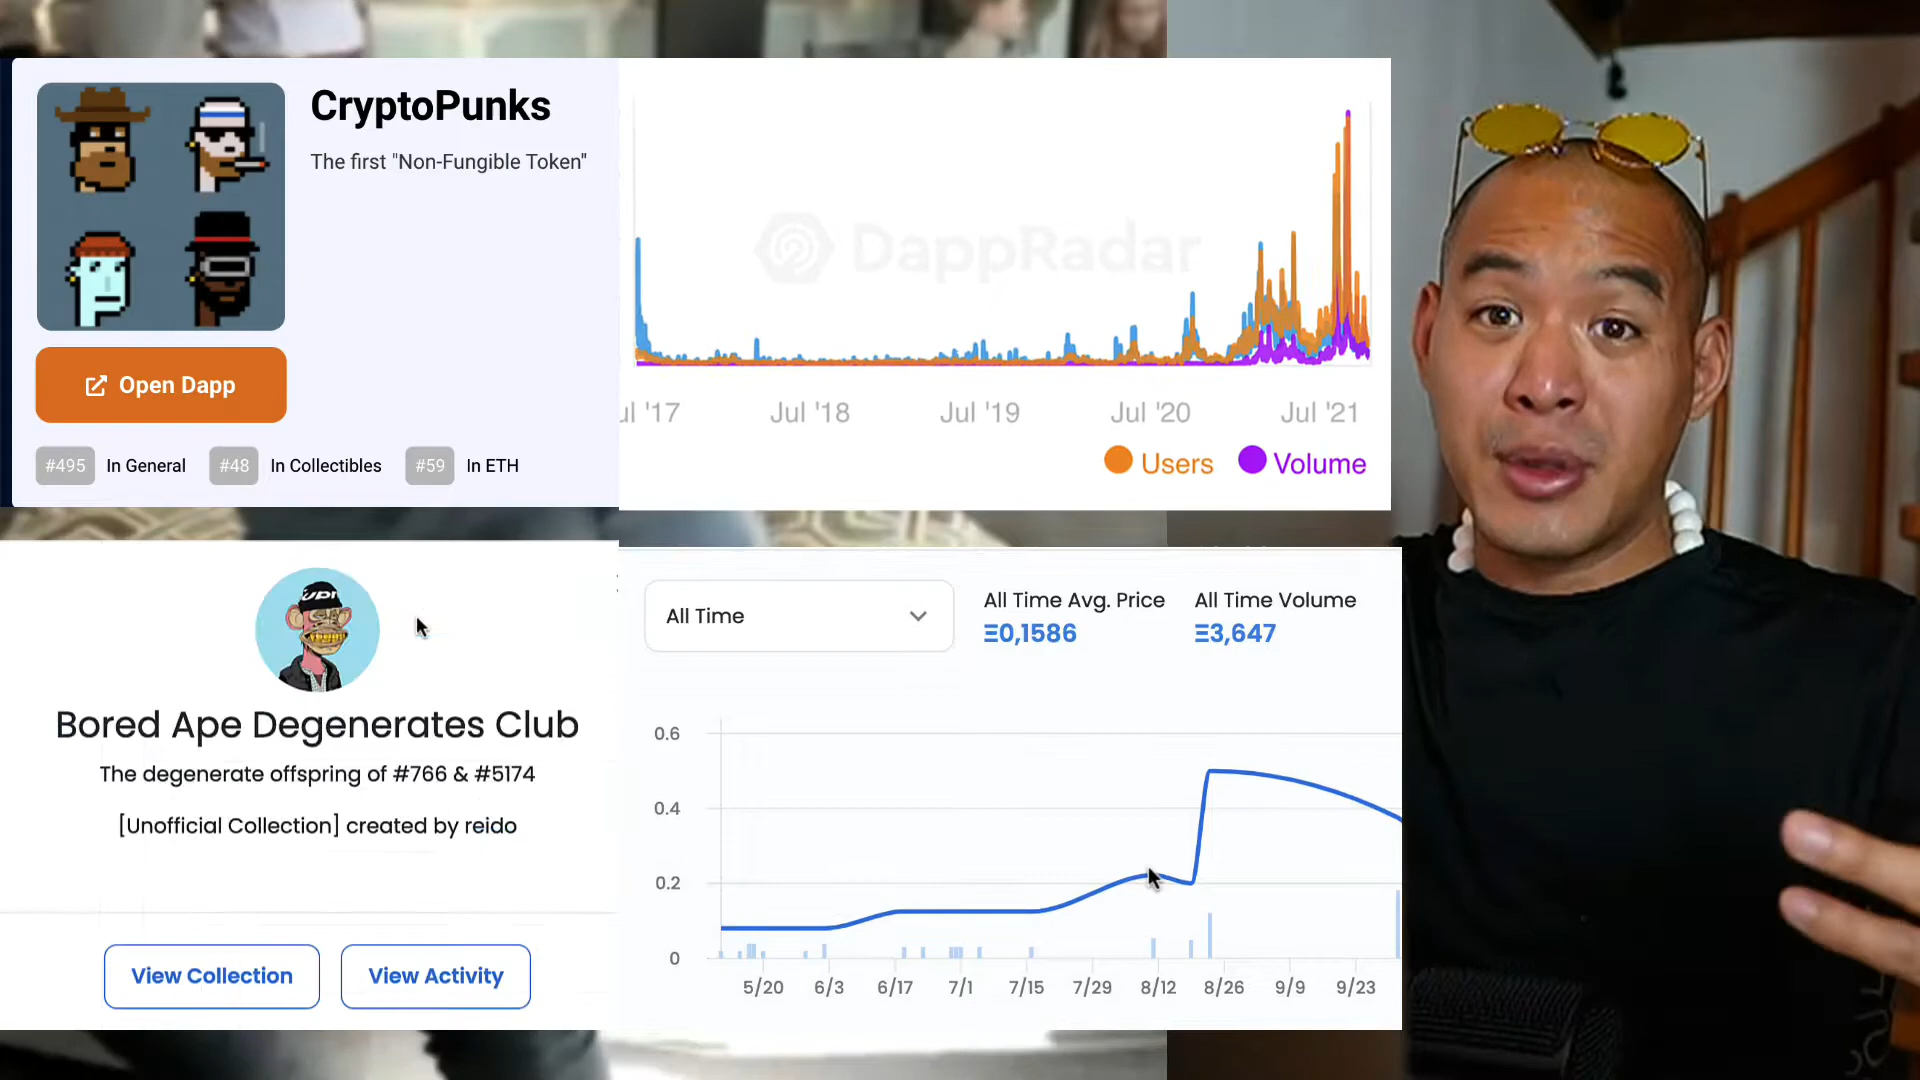 CryptoPunks
The first "Non-Fungible Token"
Open Dapp
#495 In General #48 In Collectibles #59 In ETH
DappRadar
Jul '18 Jul '19 Jul '20 Jul '21
Users Volume
Bored Ape Degenerates Club
The degenerate offspring of #766 & #5174
[Unofficial Collection] created by reido
View Collection View Activity
All Time
All Time Avg. Price All Time Volume
Ξ0,1586 Ξ3,647
0.6
0.4
0.2
0
5/20 6/3 6/17 7/1 7/15 7/29 8/12 8/26 9/9 9/23